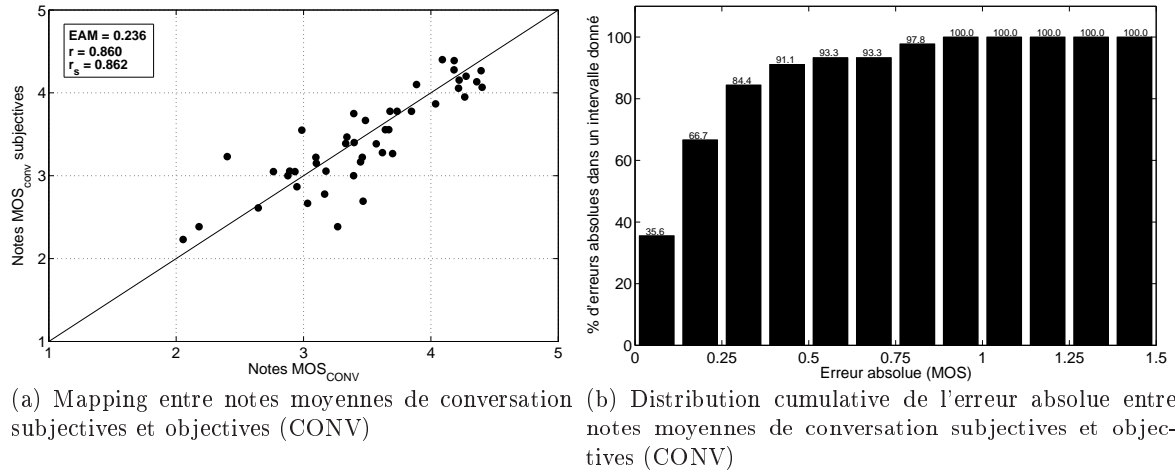 EAM = 0.236
r = 0.860
r_s = 0.862
Notes MOS_conv subjectives
5
4
3
2
1
1 2 3 4 5
Notes MOS_CONV
(a) Mapping entre notes moyennes de conversation
subjectives et objectives (CONV)
% d'erreurs absolues dans un intervalle donné
100
80
60
40
20
0
35.6 66.7 84.4 91.1 93.3 93.3 97.8 100.0 100.0 100.0 100.0 100.0
0 0.25 0.5 0.75 1 1.25 1.5
Erreur absolue (MOS)
(b) Distribution cumulative de l'erreur absolue entre
notes moyennes de conversation subjectives et objec-
tives (CONV)